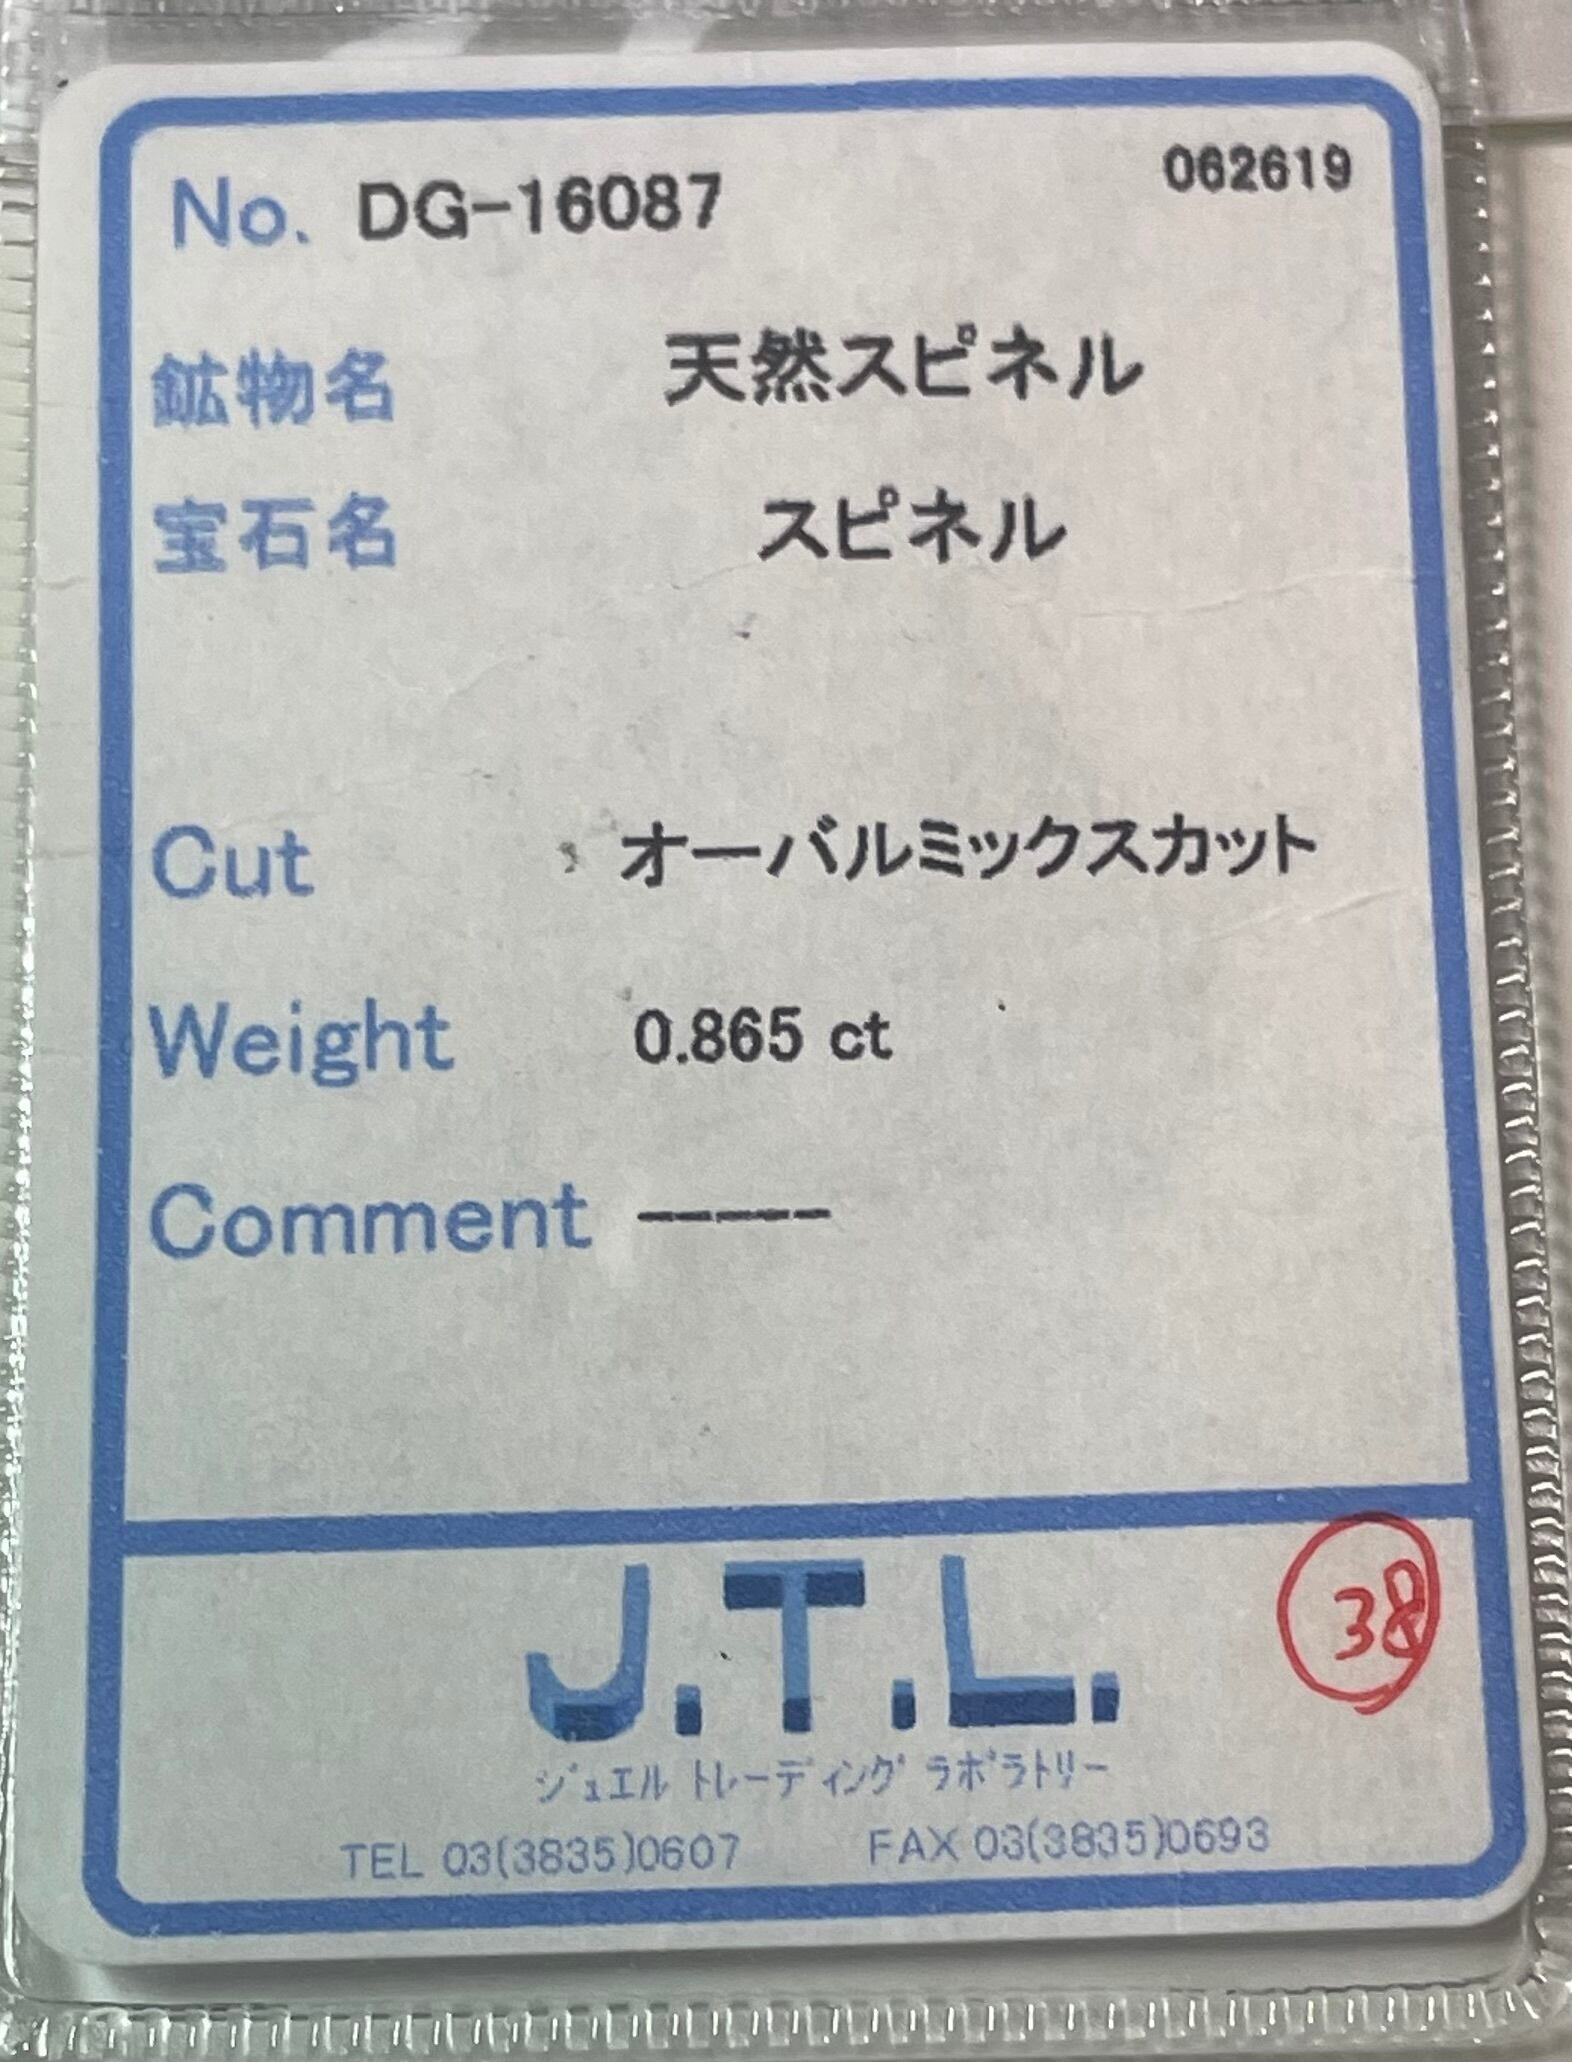 No. DG-16087
062619
鉱物名 天然スピネル
宝石名 スピネル
Cut オーバルミックスカット
Weight 0.865 ct
Comment ―――
38
J.T.L.
ｼﾞｭｴﾙ ﾄﾚｰﾃﾞｨﾝｸﾞ ﾗﾎﾞﾗﾄﾘｰ
TEL 03(3835)0607 FAX 03(3835)0693